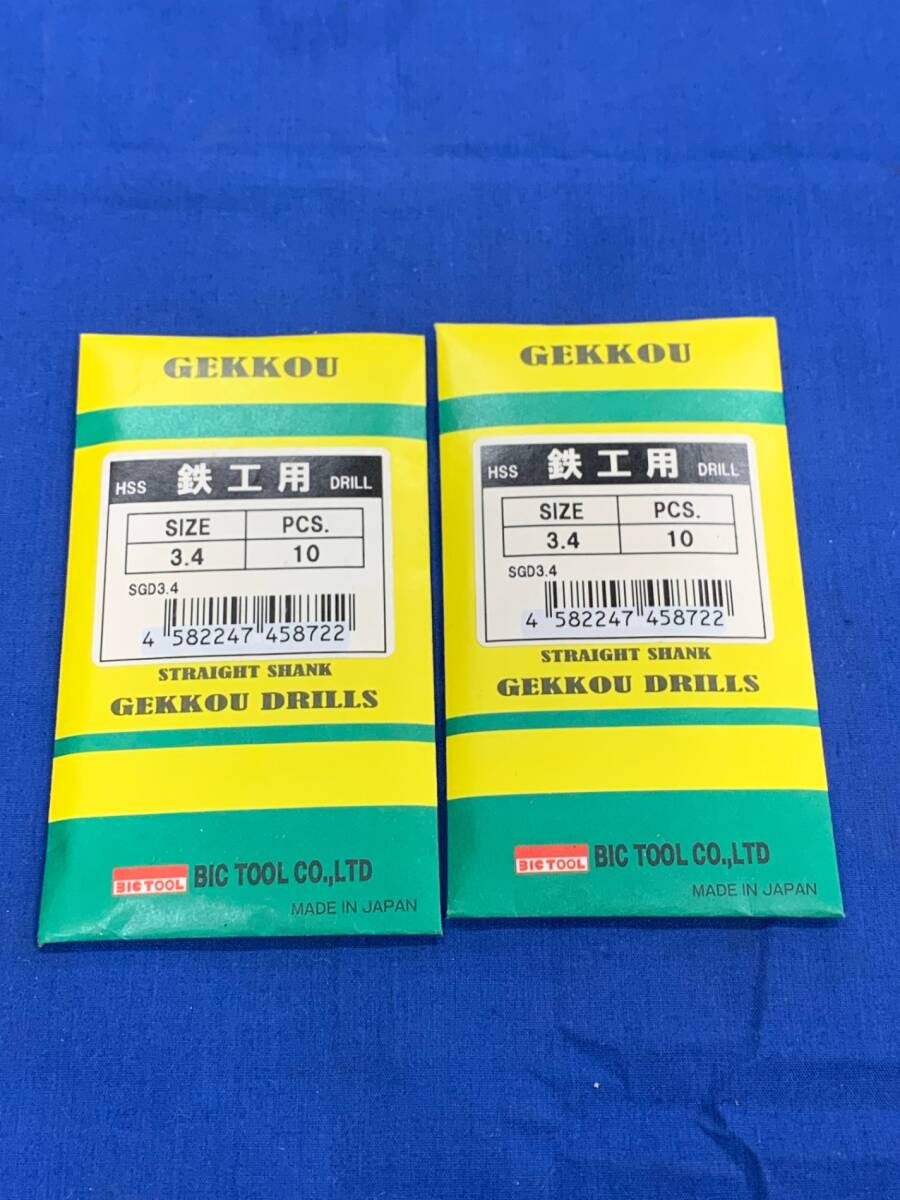 GEKKOU
HSS 鉄工用 DRILL
SIZE PCS.
3.4 10
SGD3.4
4 582247 458722
STRAIGHT SHANK
GEKKOU DRILLS
BIC TOOL BIC TOOL CO.,LTD
MADE IN JAPAN
GEKKOU
HSS 鉄工用 DRILL
SIZE PCS.
3.4 10
SGD3.4
4 582247 458722
STRAIGHT SHANK
GEKKOU DRILLS
BIC TOOL BIC TOOL CO.,LTD
MADE IN JAPAN